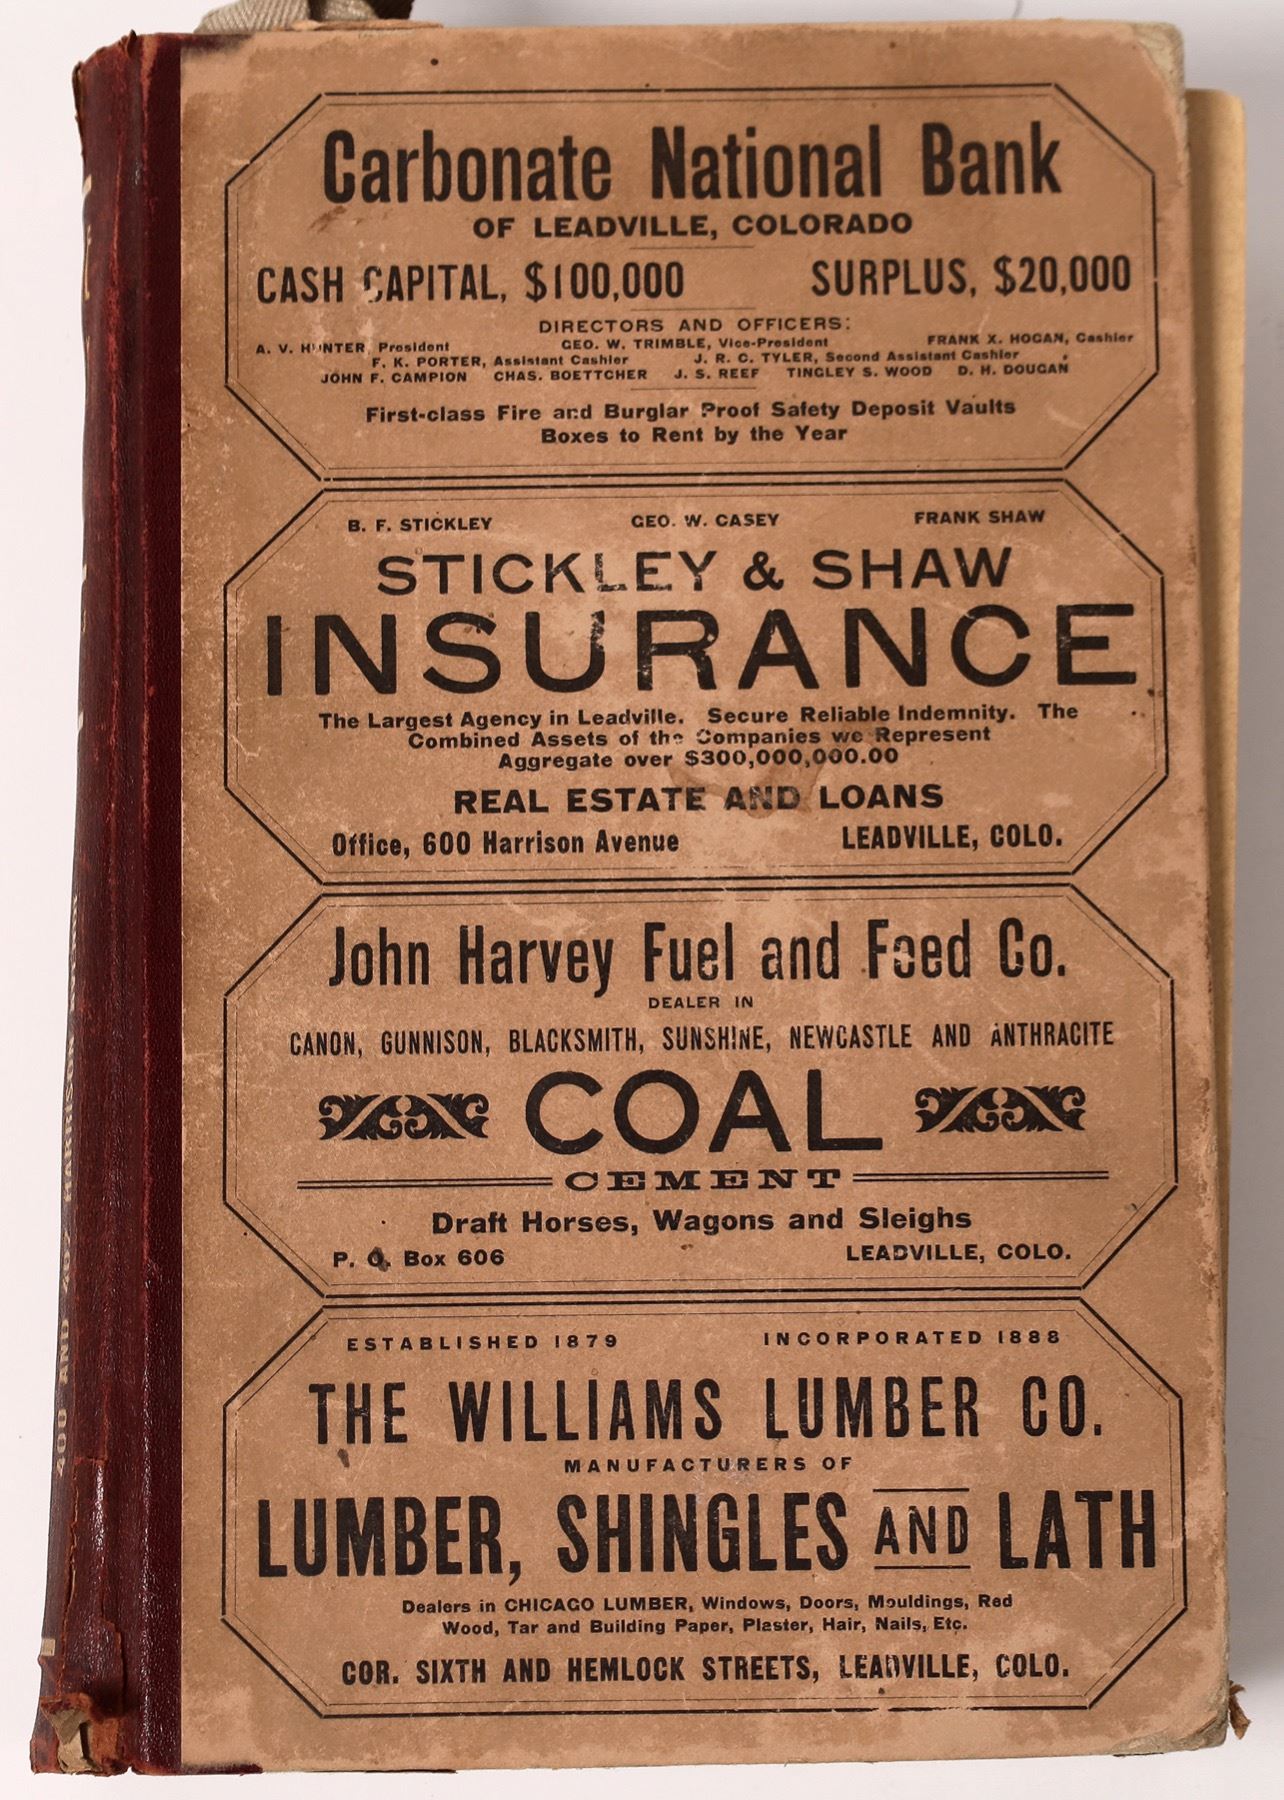 Carbonate National Bank
OF LEADVILLE, COLORADO
CASH CAPITAL, $100,000 SURPLUS, $20,000
DIRECTORS AND OFFICERS:
A. V. HUNTER, President GEO. W. TRIMBLE, Vice-President FRANK X. HOGAN, Cashier
F. K. PORTER, Assistant Cashier J. R. C. TYLER, Second Assistant Cashier
JOHN F. CAMPION CHAS. BOETTCHER J. S. REEF TINGLEY S. WOOD D. H. DOUGAN
First-class Fire and Burglar Proof Safety Deposit Vaults
Boxes to Rent by the Year
B. F. STICKLEY GEO. W. CASEY FRANK SHAW
STICKLEY & SHAW
INSURANCE
The Largest Agency in Leadville. Secure Reliable Indemnity. The
Combined Assets of the Companies we Represent
Aggregate over $300,000,000.00
REAL ESTATE AND LOANS
Office, 600 Harrison Avenue LEADVILLE, COLO.
John Harvey Fuel and Feed Co.
DEALER IN
CANON, GUNNISON, BLACKSMITH, SUNSHINE, NEWCASTLE AND ANTHRACITE
COAL
CEMENT
Draft Horses, Wagons and Sleighs
P. O. Box 606 LEADVILLE, COLO.
ESTABLISHED 1879 INCORPORATED 1888
THE WILLIAMS LUMBER CO.
MANUFACTURERS OF
LUMBER, SHINGLES AND LATH
Dealers in CHICAGO LUMBER, Windows, Doors, Mouldings, Red
Wood, Tar and Building Paper, Plaster, Hair, Nails, Etc.
COR. SIXTH AND HEMLOCK STREETS, LEADVILLE, COLO.
400 AND 402 HARRISON